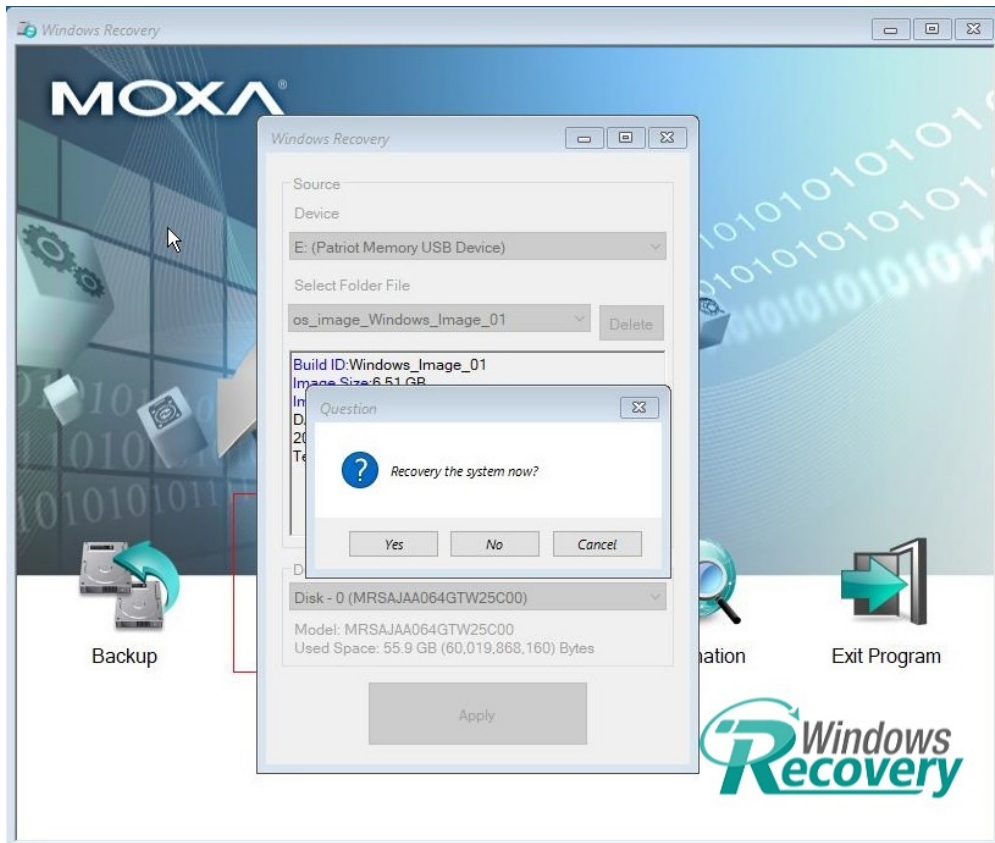 Windows Recovery
MOXA®
Windows Recovery
Source
Device
E: (Patriot Memory USB Device)
Select Folder File
os_image_Windows_Image_01
Delete
Build ID:Windows_Image_01
Image Size:6.51 GB
Question
Recovery the system now?
Yes
No
Cancel
Disk - 0 (MRSAJAA064GTW25C00)
Model: MRSAJAA064GTW25C00
Used Space: 55.9 GB (60,019,868,160) Bytes
Apply
Backup
Exit Program
Windows
Recovery